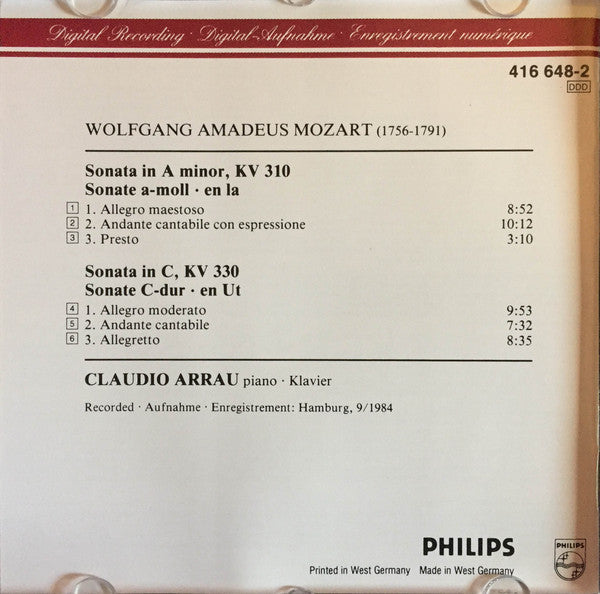 Digital Recording · Digital-Aufnahme · Enregistrement numérique
416 648-2
DDD
WOLFGANG AMADEUS MOZART (1756-1791)
Sonata in A minor, KV 310
Sonate a-moll · en la
1 1. Allegro maestoso 8:52
2 2. Andante cantabile con espressione 10:12
3 3. Presto 3:10
Sonata in C, KV 330
Sonate C-dur · en Ut
4 1. Allegro moderato 9:53
5 2. Andante cantabile 7:32
6 3. Allegretto 8:35
CLAUDIO ARRAU piano · Klavier
Recorded · Aufnahme · Enregistrement: Hamburg, 9/1984
PHILIPS
PHILIPS
Printed in West Germany Made in West Germany